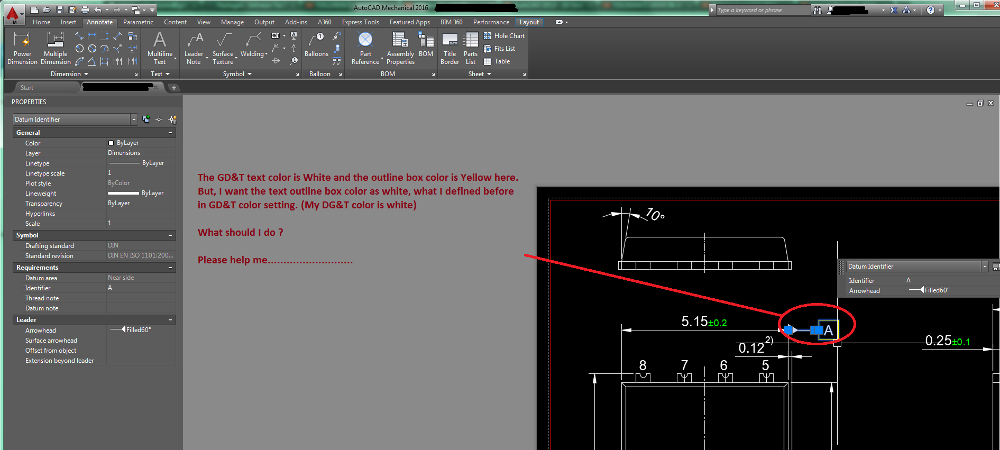 AutoCAD Mechanical 2016
Type a keyword or phrase
M
Home Insert Annotate Parametric Content View Manage Output Add-ins A360 Express Tools Featured Apps BIM 360 Performance Layout
Power Dimension
Multiple Dimension
Multiline Text
Leader Note
Surface Texture
Welding
Balloons
Part Reference
Assembly Properties
BOM
Title Border
Parts List
Hole Chart
Fits List
Table
Dimension Text Symbol Balloon BOM Sheet
Start
PROPERTIES
Datum Identifier
General
Color ByLayer
Layer Dimensions
Linetype ByLayer
Linetype scale 1
Plot style ByColor
Lineweight ByLayer
Transparency ByLayer
Hyperlinks
Scale 1
Symbol
Drafting standard DIN
Standard revision DIN EN ISO 1101:200...
Requirements
Datum area Near side
Identifier A
Thread note
Datum note
Leader
Arrowhead Filled60°
Surface arrowhead
Offset from object
Extension beyond leader
The GD&T text color is White and the outline box color is Yellow here.
But, I want the text outline box color as white, what I defined before
in GD&T color setting. (My DG&T color is white)
What should I do ?
Please help me...........................
10°
Datum Identifier
Identifier A
Arrowhead Filled60°
5.15±0.2
A
0.12 2)
0.25±0.1
8 7 6 5